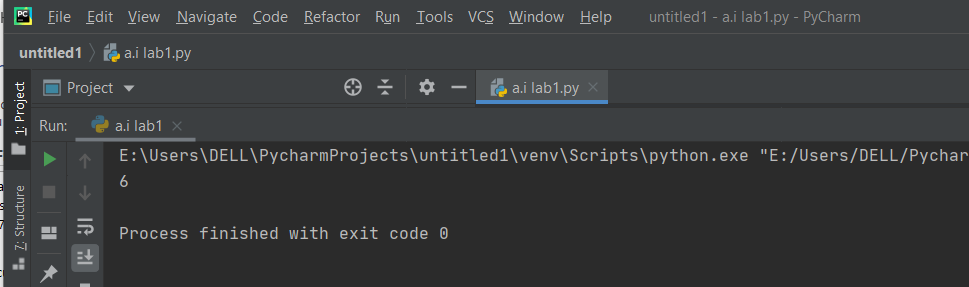 PC File Edit View Navigate Code Refactor Run Tools VCS Window Help untitled1 - a.i lab1.py - PyCharm
untitled1 a.i lab1.py
1: Project
Project a.i lab1.py
Run: a.i lab1
E:\Users\DELL\PycharmProjects\untitled1\venv\Scripts\python.exe "E:/Users/DELL/Pychar
6
Process finished with exit code 0
7: Structure